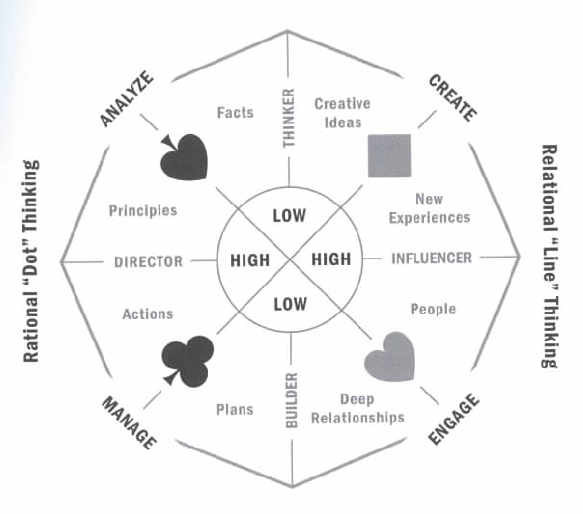 ANALYZE
CREATE
Facts
THINKER
Creative
Ideas
Rational "Dot" Thinking
Relational "Line" Thinking
Principles
New
Experiences
LOW
DIRECTOR
HIGH
HIGH
INFLUENCER
LOW
Actions
People
Plans
BUILDER
Deep
Relationships
MANAGE
ENGAGE